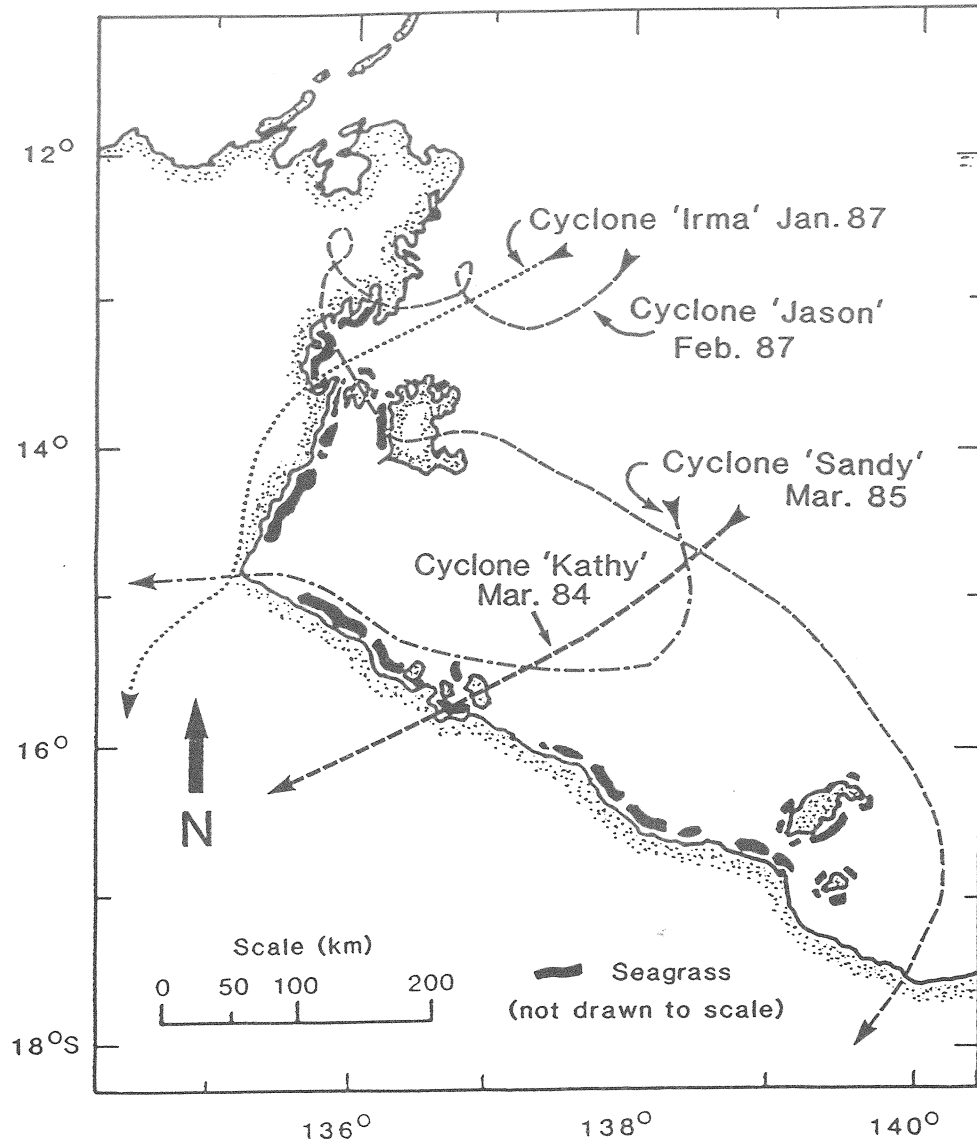 12°
Cyclone 'Irma' Jan. 87
Cyclone 'Jason'
Feb. 87
14°
Cyclone 'Sandy'
Mar. 85
Cyclone 'Kathy'
Mar. 84
16°
N
Scale (km)
0 50 100 200
Seagrass
(not drawn to scale)
18°S
136° 138° 140°